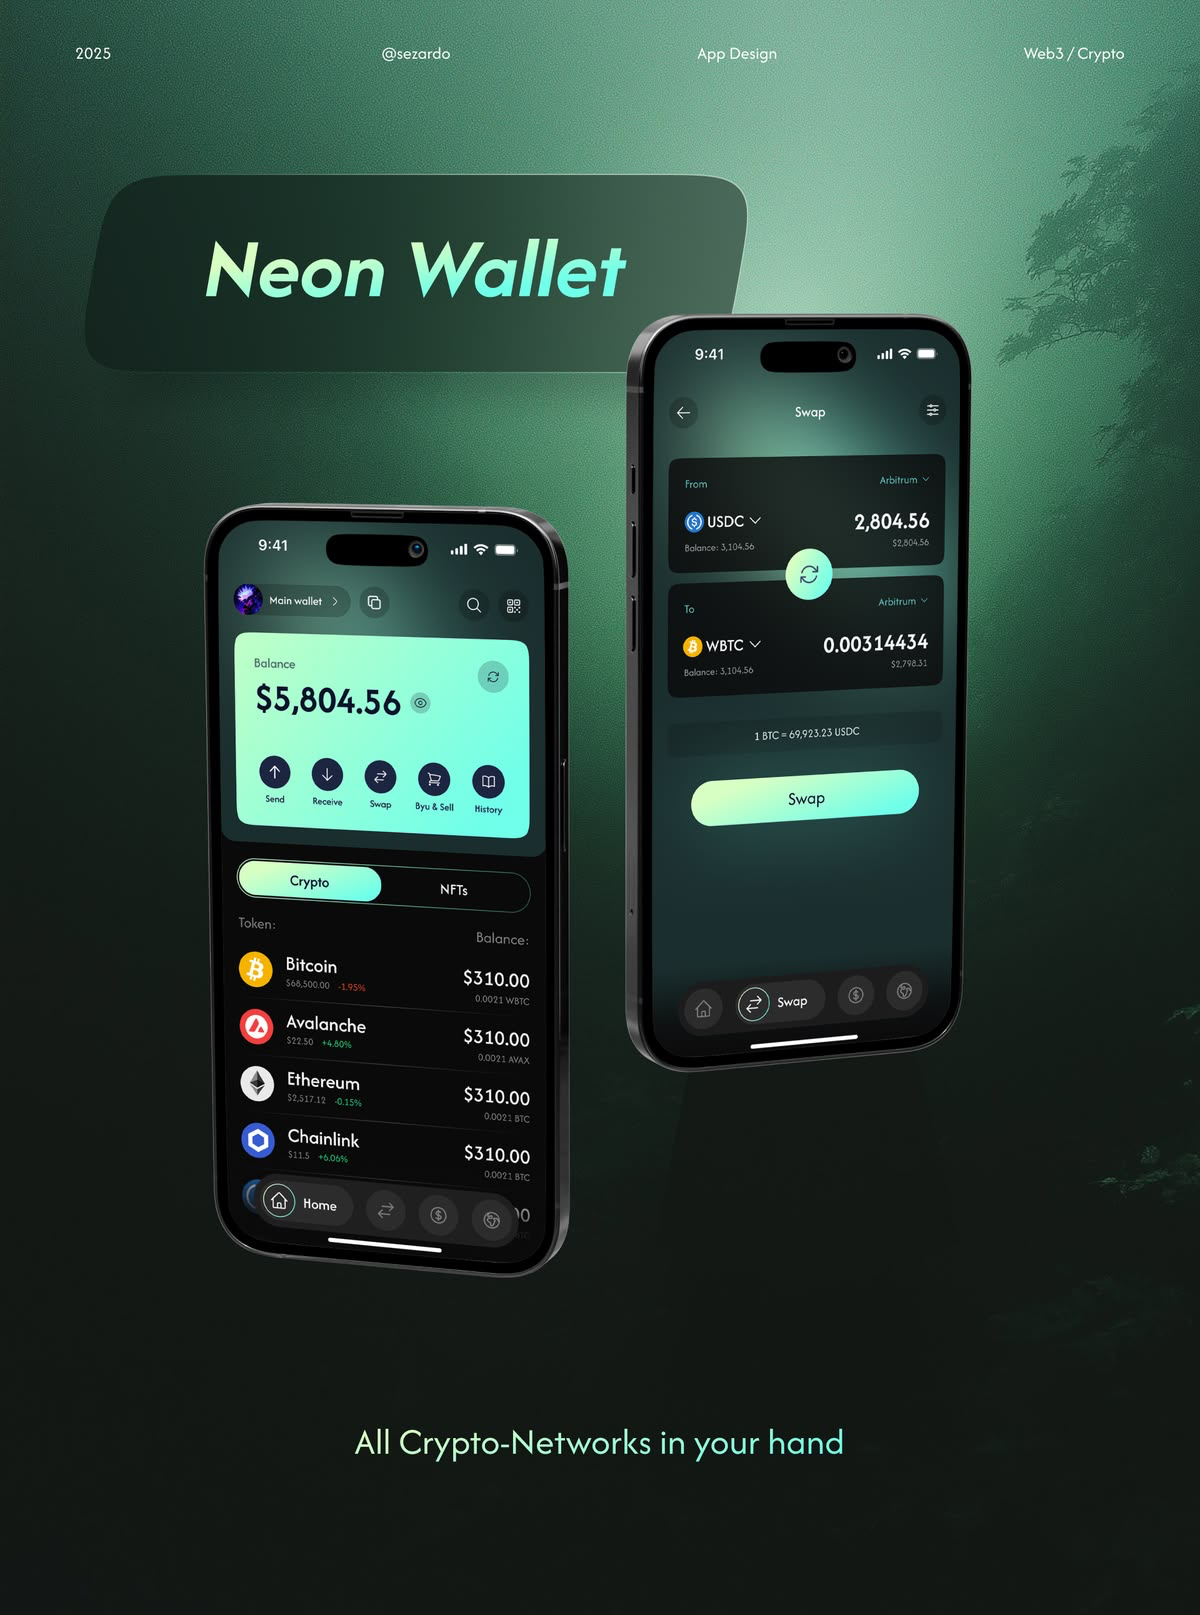 2025
@sezardo
App Design
Web3 / Crypto
Neon Wallet
9:41
Swap
From
Arbitrum
USDC
2,804.56
Balance: 3,104.56
$2,804.56
To
Arbitrum
WBTC
0.00314434
Balance: 3,104.56
$2,798.31
1 BTC = 69,923.23 USDC
Swap
Swap
9:41
Main wallet
Balance
$5,804.56
Send
Receive
Swap
Byu & Sell
History
Crypto
NFTs
Token:
Balance:
Bitcoin
$310.00
$68,500.00 -1.95%
0.0021 WBTC
Avalanche
$310.00
$22.50 +4.80%
0.0021 AVAX
Ethereum
$310.00
$2,517.12 -0.15%
0.0021 BTC
Chainlink
$310.00
$11.5 +6.06%
0.0021 BTC
Home
All Crypto-Networks in your hand